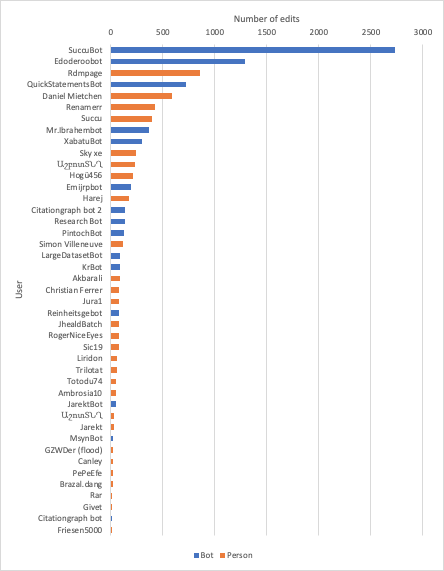 Number of edits
0 500 1000 1500 2000 2500 3000
SuccuBot
Edoderoobot
Rdmpage
QuickStatementsBot
Daniel Mietchen
Renamerr
Succu
Mr.Ibrahembot
XabatuBot
Sky xe
Hogü456
Emijrpbot
Harej
Citationgraph bot 2
Research Bot
PintochBot
Simon Villeneuve
LargeDatasetBot
KrBot
Akbarali
Christian Ferrer
Jura1
Reinheitsgebot
JhealdBatch
RogerNiceEyes
Sic19
Liridon
Trilotat
Totodu74
Ambrosia10
JarektBot
Jarekt
MsynBot
GZWDer (flood)
Canley
PePeEfe
Brazal.dang
Rar
Givet
Citationgraph bot
Friesen5000
User
Bot Person